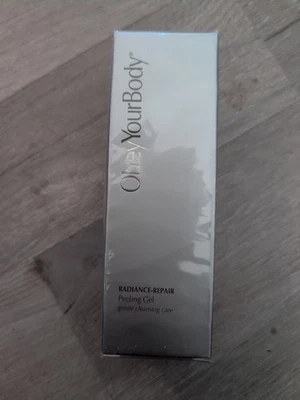 ObeyYourBody®
RADIANCE-REPAIR
Peeling Gel
gentle cleansing care